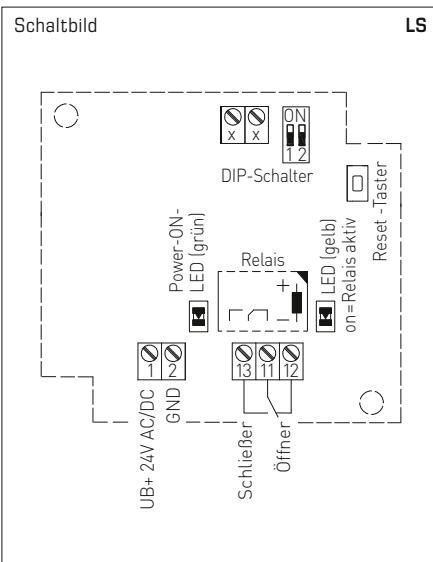 Schaltbild
LS
ON
x x
1 2
DIP-Schalter
Reset -Taster
Power-ON-
LED (grün)
Relais
+
–
LED (gelb)
on=Relais aktiv
1 2
13 11 12
UB+ 24V AC/DC
GND
Schließer
Öffner